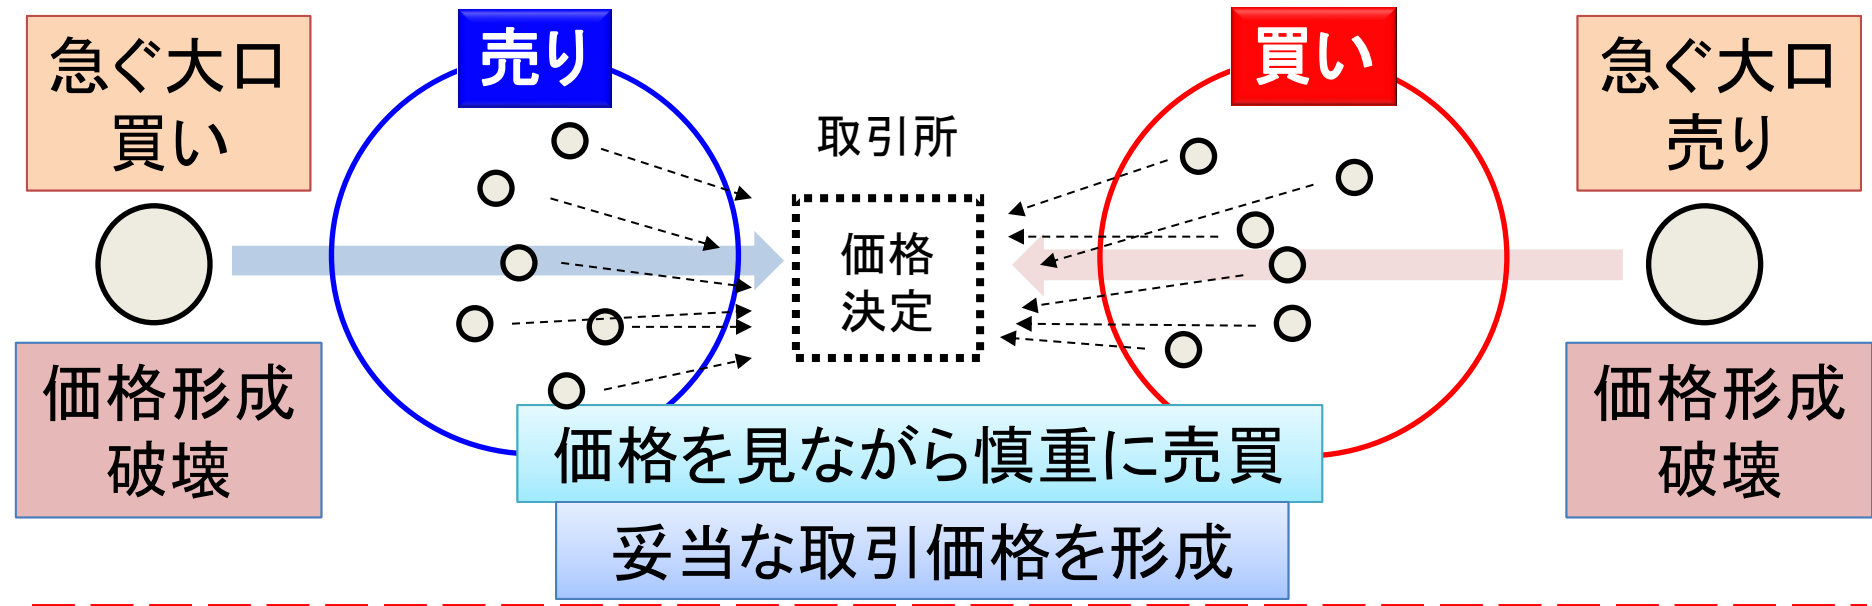 急ぐ大口
買い
価格形成
破壊
売り
取引所
価格
決定
買い
急ぐ大口
売り
価格形成
破壊
価格を見ながら慎重に売買
妥当な取引価格を形成